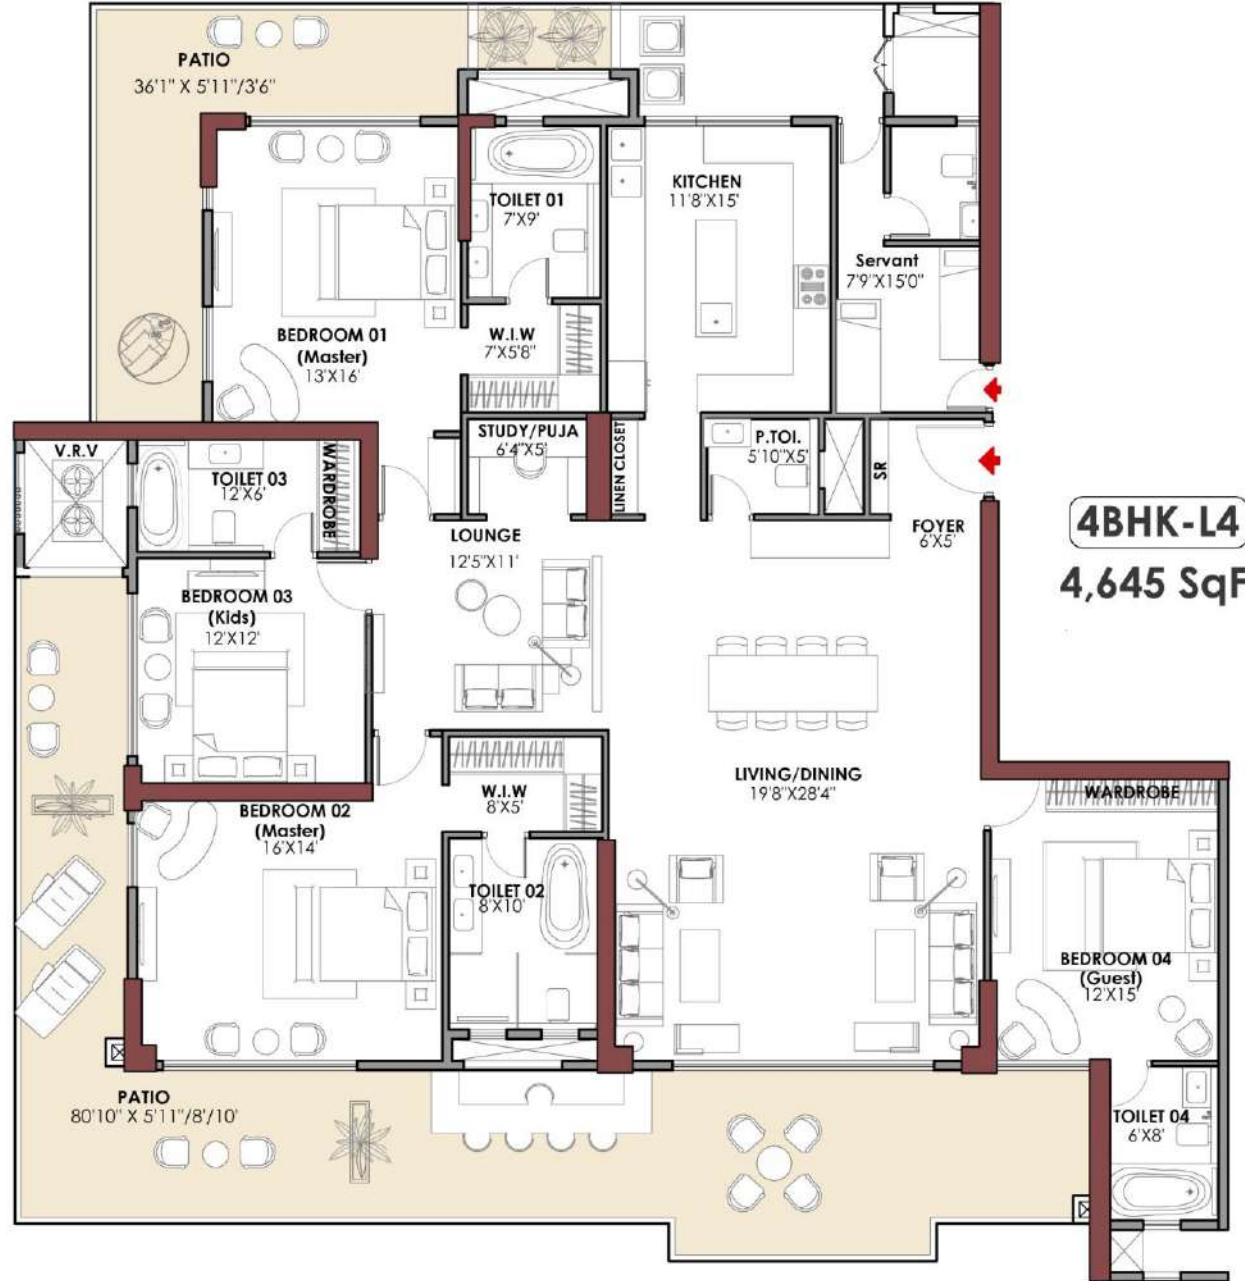 PATIO
36'1" X 5'11"/3'6"
TOILET 01
7'X9'
KITCHEN
11'8"X15'
Servant
7'9"X15'0"
BEDROOM 01
(Master)
13'X16'
W.I.W
7'X5'8"
V.R.V
TOILET 03
12'X6'
WARDROBE
STUDY/PUJA
6'4"X5'
LINEN CLOSET
P.TOI.
5'10"X5'
SR
FOYER
6'X5'
LOUNGE
12'5"X11'
4BHK-L4
4,645 SqF
BEDROOM 03
(Kids)
12'X12'
LIVING/DINING
19'8"X28'4"
W.I.W
8'X5'
WARDROBE
BEDROOM 02
(Master)
16'X14'
TOILET 02
8'X10'
BEDROOM 04
(Guest)
12'X15'
PATIO
80'10" X 5'11"/8'/10'
TOILET 04
6'X8'